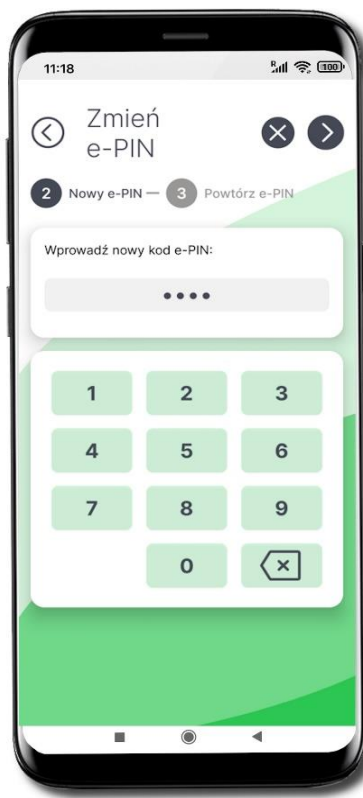 11:18
R
100
Zmień
e-PIN
2 Nowy e-PIN — 3 Powtórz e-PIN
Wprowadź nowy kod e-PIN:
••••
1 2 3
4 5 6
7 8 9
0